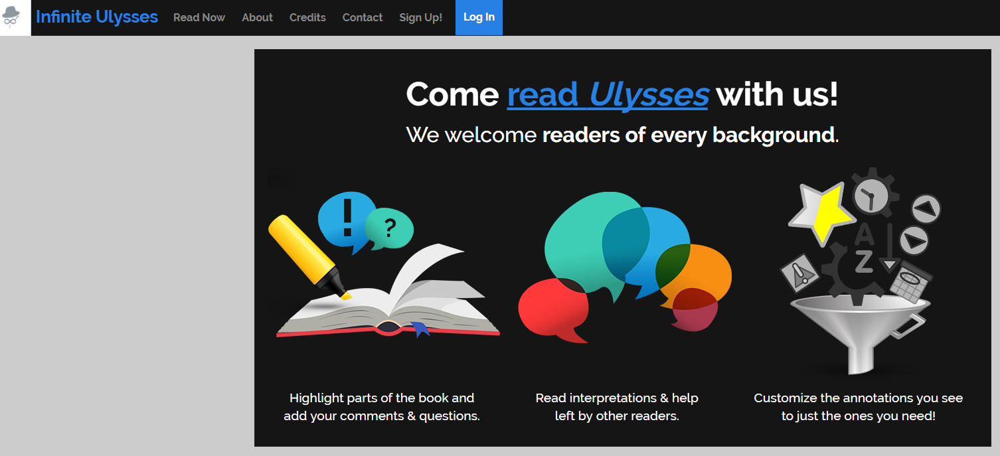 Infinite Ulysses Read Now About Credits Contact Sign Up! Log In
Come read Ulysses with us!
We welcome readers of every background.
! ?
A
Z
Highlight parts of the book and
add your comments & questions.
Read interpretations & help
left by other readers.
Customize the annotations you see
to just the ones you need!